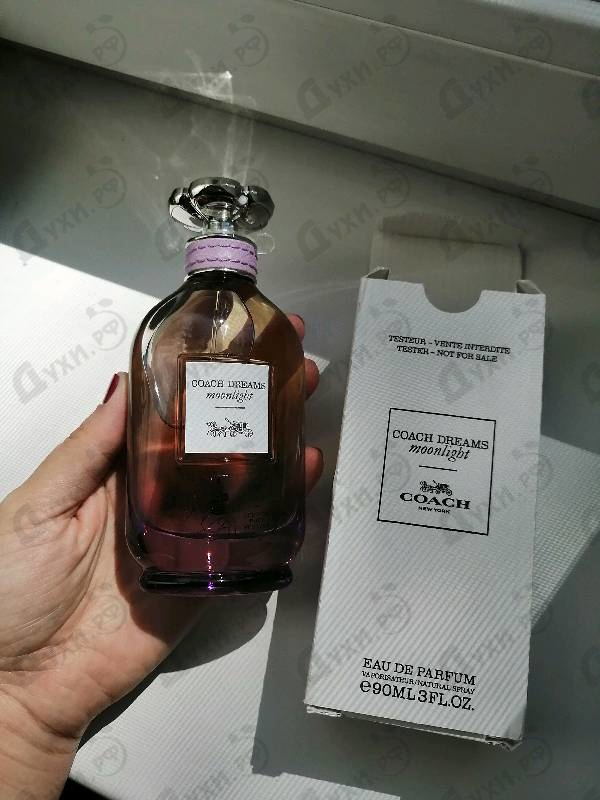 COACH DREAMS
moonlight
TESTEUR - VENTE INTERDITE
TESTER - NOT FOR SALE
COACH DREAMS
moonlight
COACH
NEW YORK
EAU DE PARFUM
VAPORISATEUR/NATURAL SPRAY
℮90ML 3FL.OZ.
Духи.РФ